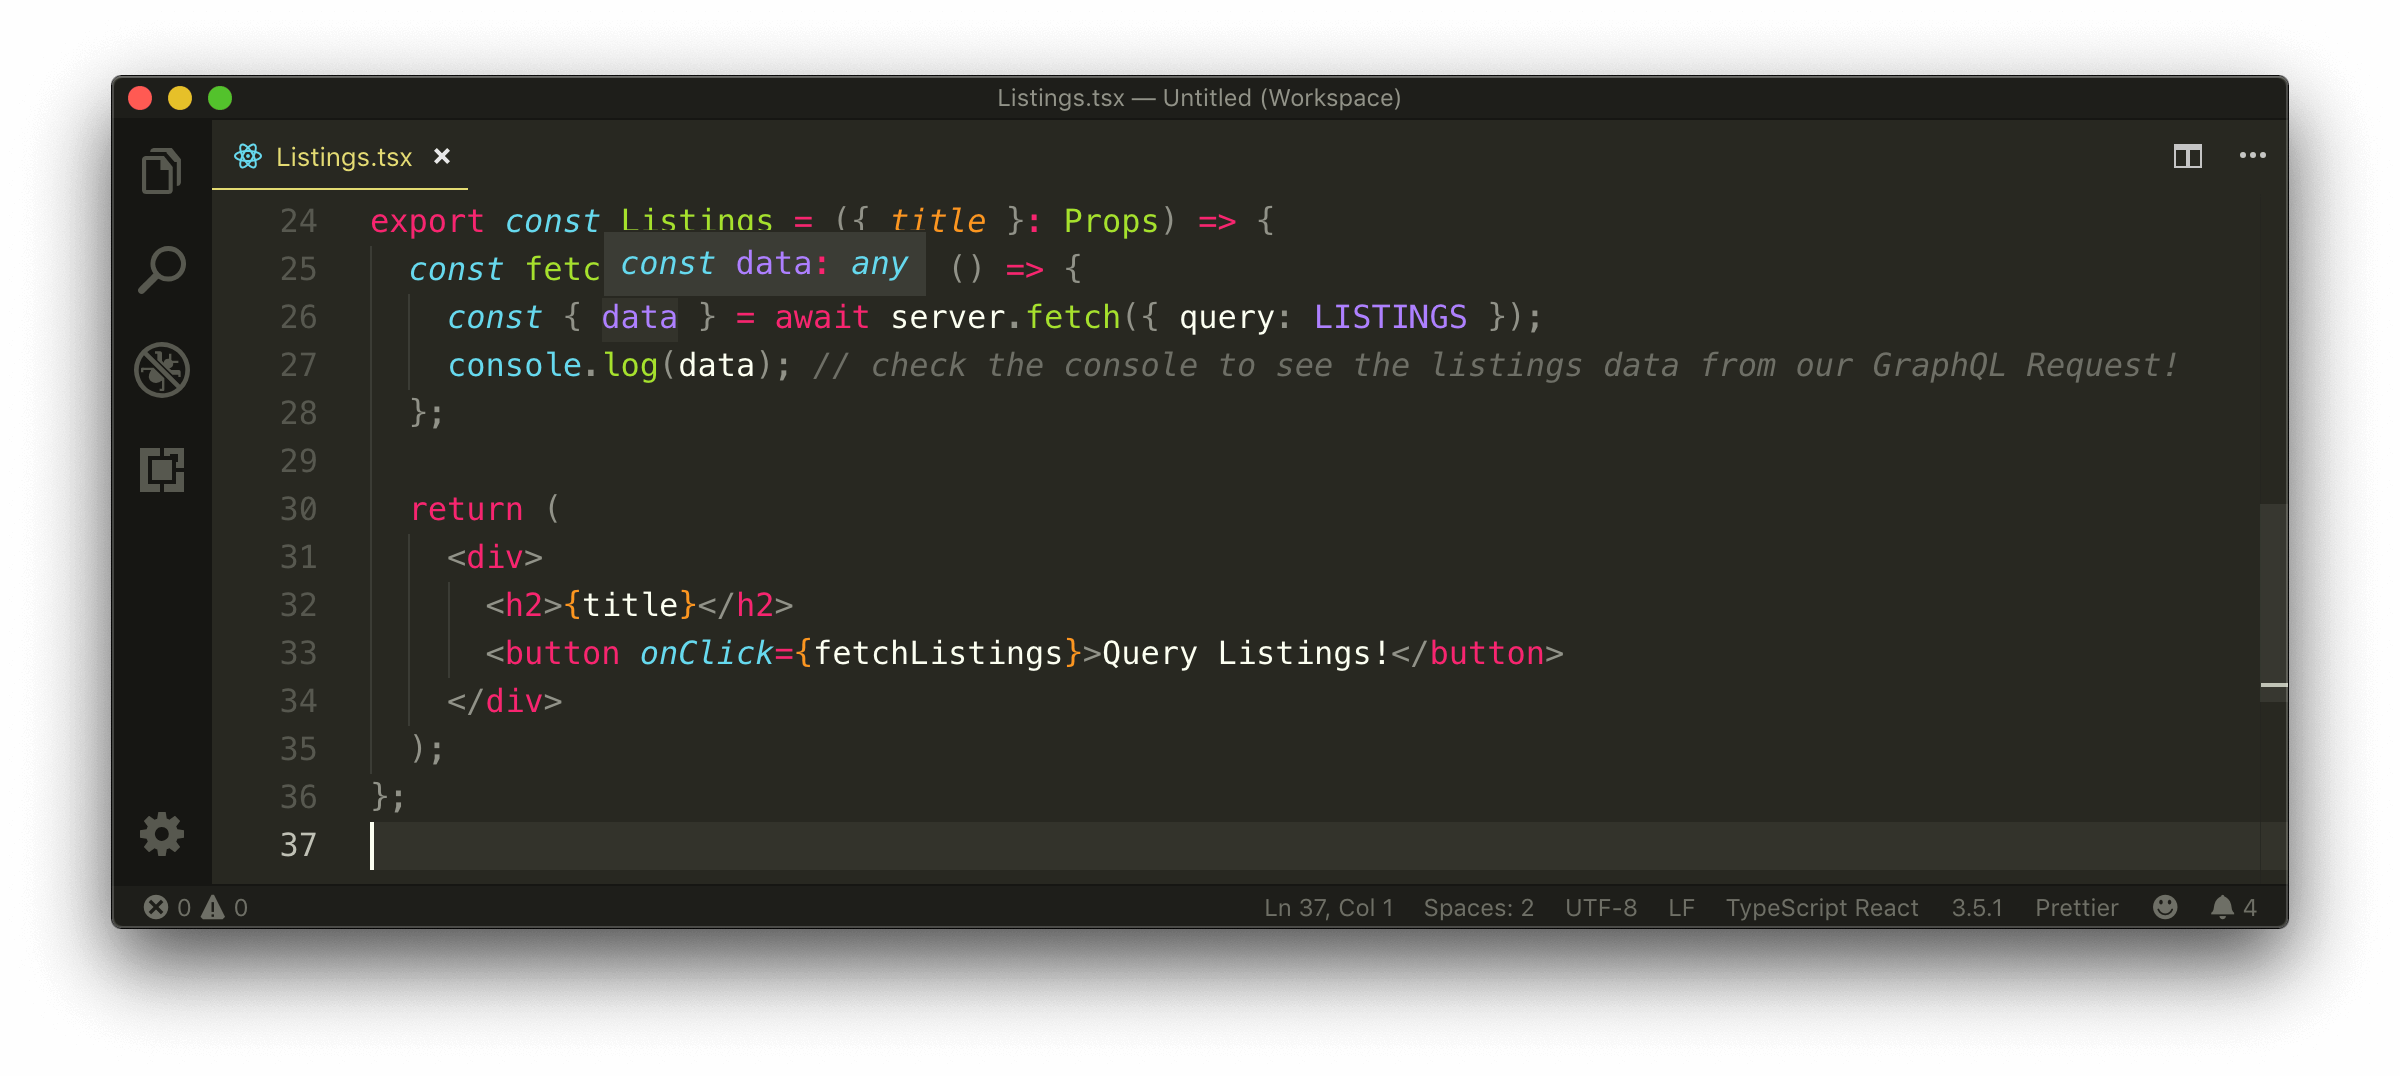 Listings.tsx — Untitled (Workspace)
Listings.tsx
24 export const Listings = ({ title }: Props) => {
25 const fetc () => {
const data: any
26 const { data } = await server.fetch({ query: LISTINGS });
27 console.log(data); // check the console to see the listings data from our GraphQL Request!
28 };
29
30 return (
31 <div>
32 <h2>{title}</h2>
33 <button onClick={fetchListings}>Query Listings!</button>
34 </div>
35 );
36 };
37
0 0 Ln 37, Col 1 Spaces: 2 UTF-8 LF TypeScript React 3.5.1 Prettier 4